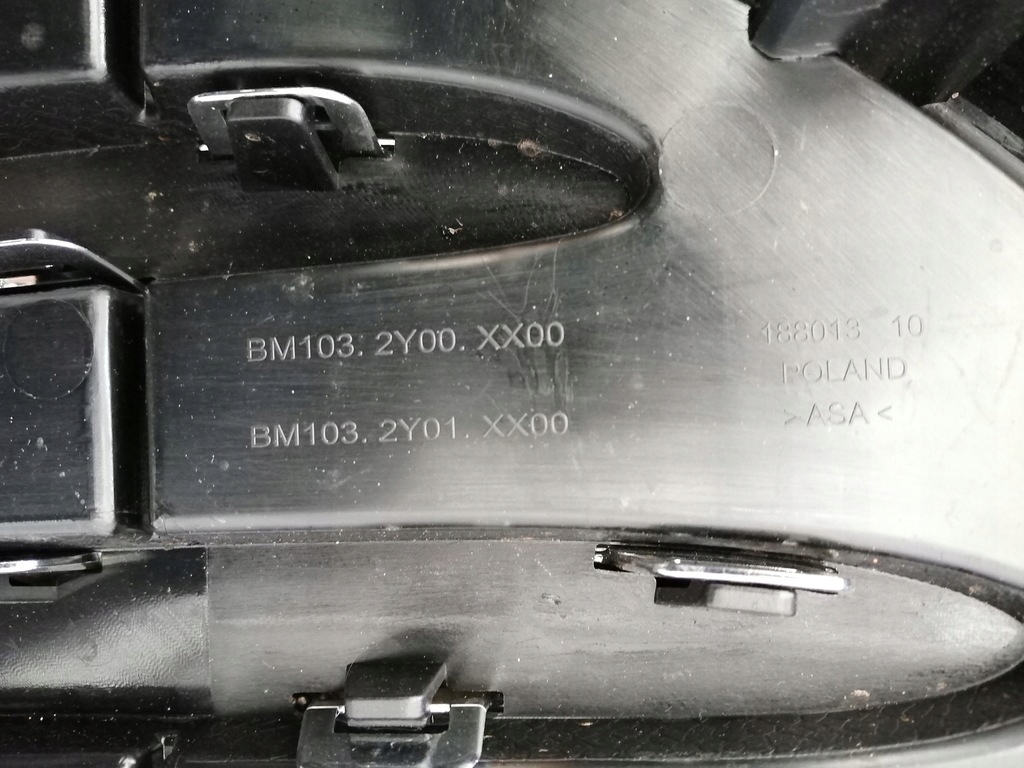 BM103. 2Y00. XX00
BM103. 2Y01. XX00
188013 10
POLAND
>ASA<